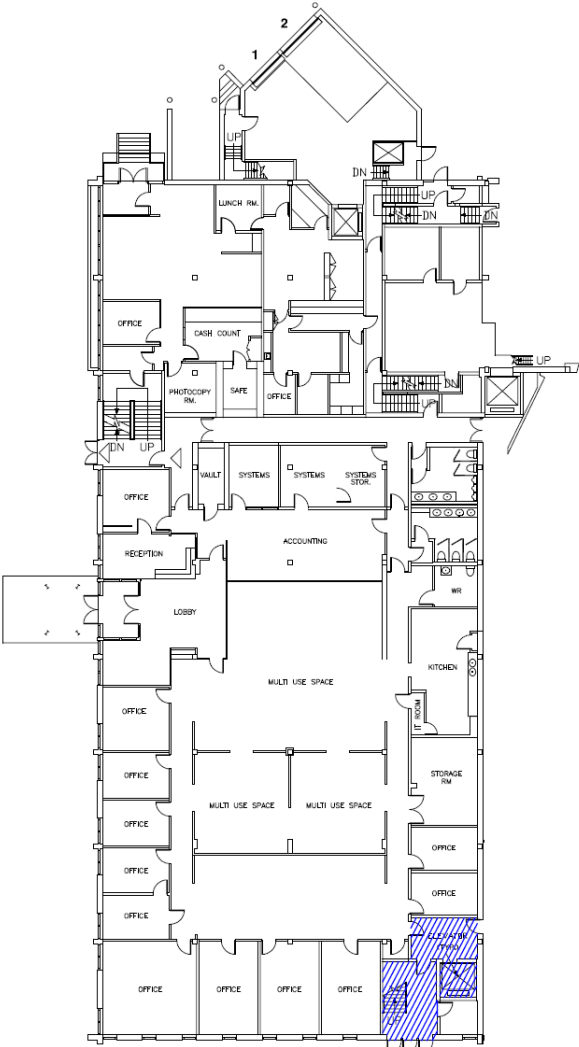 2
1
UP
DN
LUNCH RM.
UP
DN
DN
OFFICE
CASH COUNT
UP
PHOTOCOPY
RM.
SAFE
OFFICE
DN
UP
DN
UP
OFFICE
VAULT
SYSTEMS
SYSTEMS
SYSTEMS
STOR.
RECEPTION
ACCOUNTING
WR
LOBBY
KITCHEN
MULTI USE SPACE
OFFICE
IT ROOM
OFFICE
STORAGE
RM
OFFICE
MULTI USE SPACE
MULTI USE SPACE
OFFICE
OFFICE
OFFICE
OFFICE
ELEVATOR
OFFICE
OFFICE
OFFICE
OFFICE